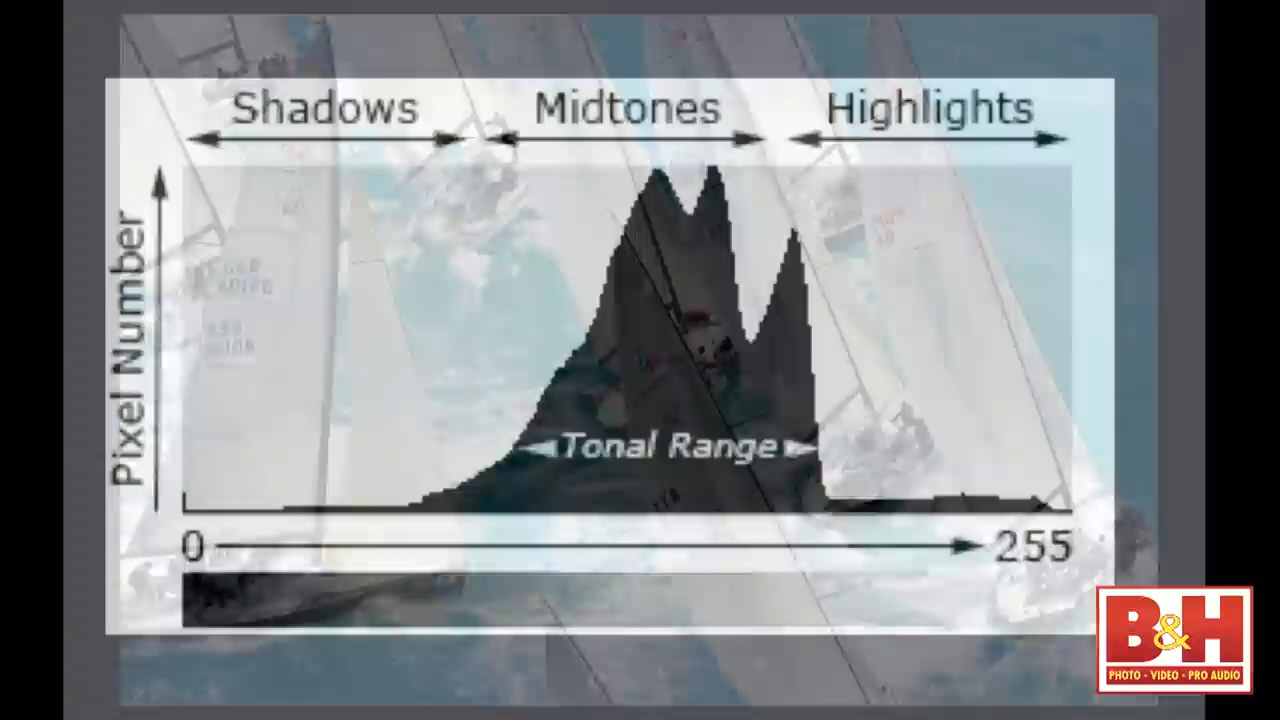 Shadows Midtones Highlights
Pixel Number
Tonal Range
0 255
B&H
PHOTO - VIDEO - PRO AUDIO